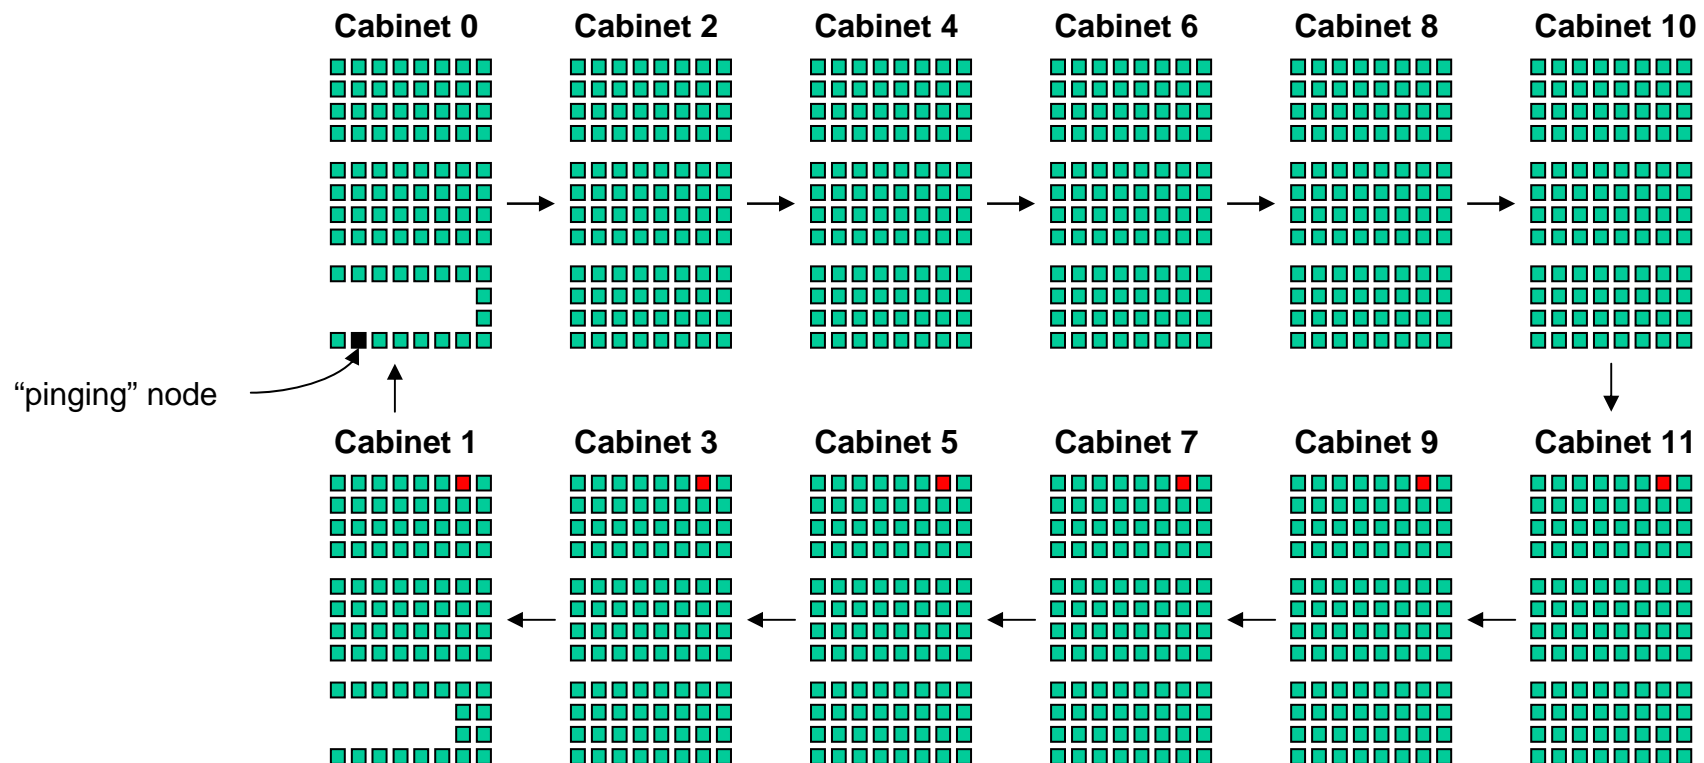 Cabinet 0
Cabinet 2
Cabinet 4
Cabinet 6
Cabinet 8
Cabinet 10
“pinging” node
Cabinet 1
Cabinet 3
Cabinet 5
Cabinet 7
Cabinet 9
Cabinet 11